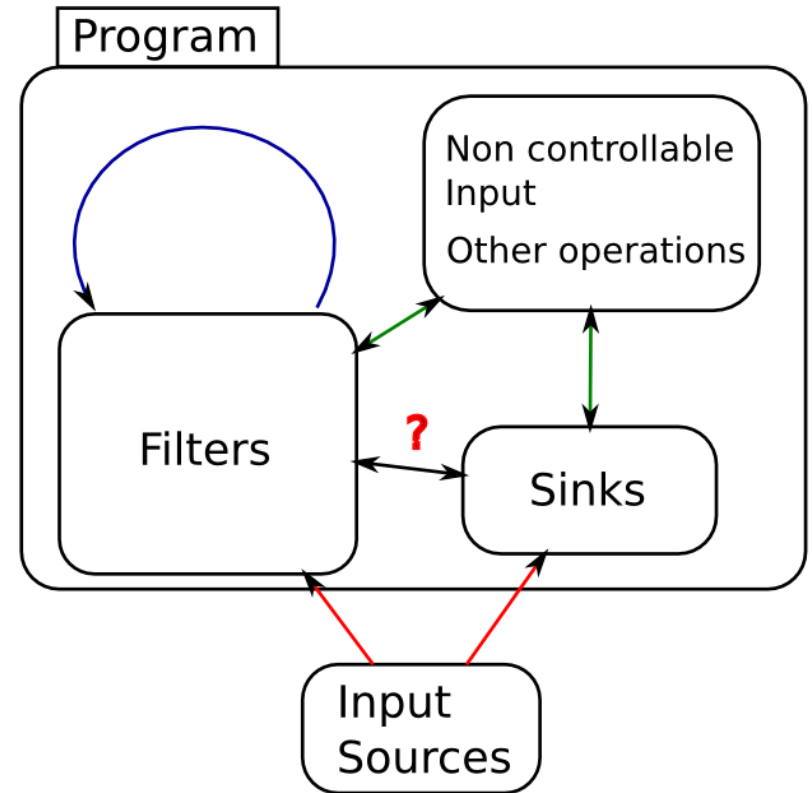 Program
Non controllable
Input
Other operations
Filters
?
Sinks
Input
Sources